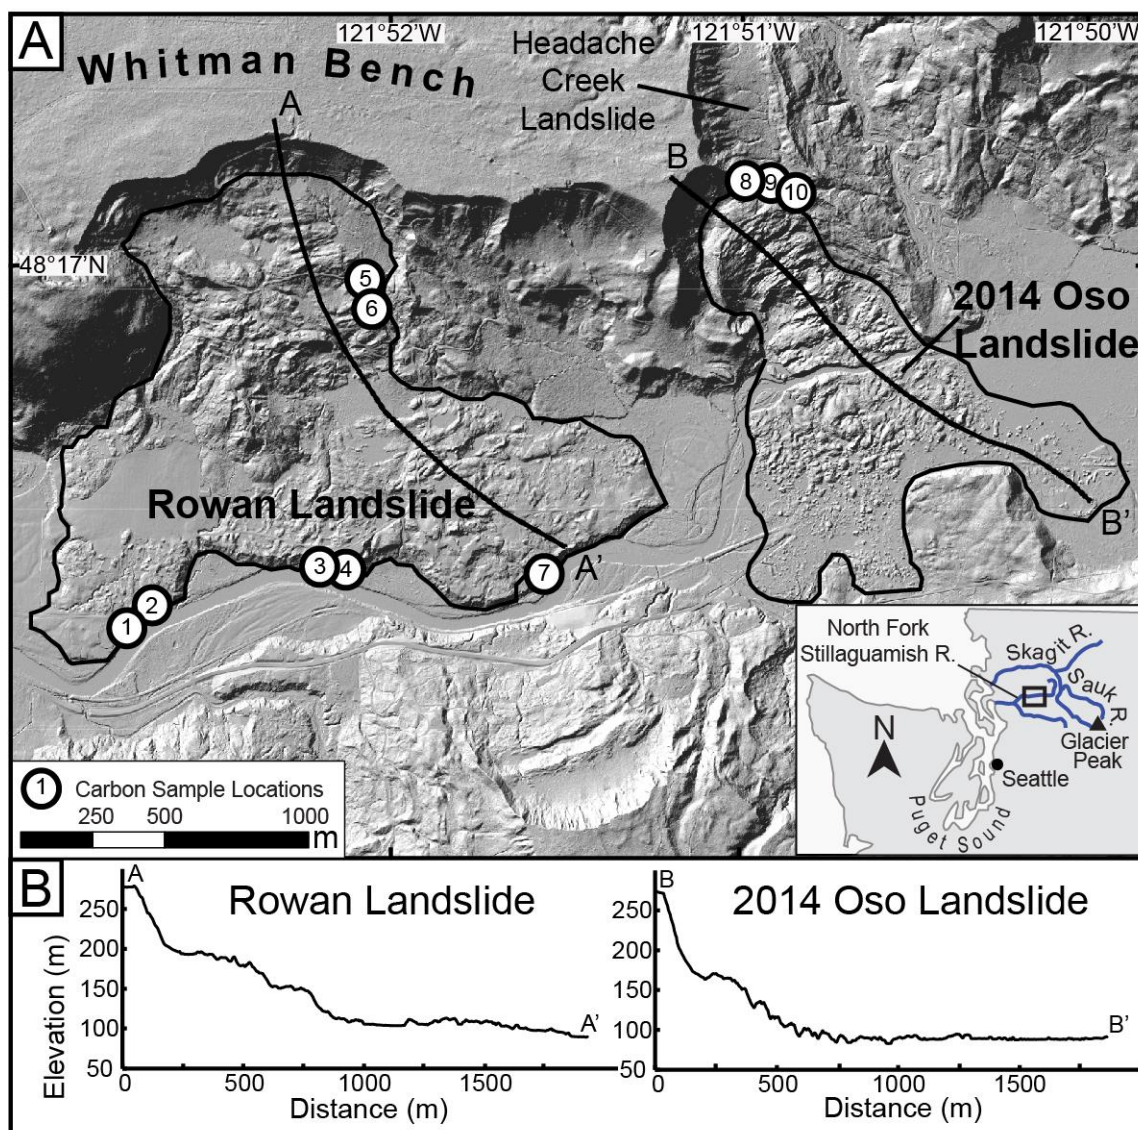 A
121°52'W
121°51'W
121°50'W
Whitman Bench
Headache
Creek
Landslide
A
B
8
9
10
48°17'N
5
6
2014 Oso
Landslide
Rowan Landslide
B'
A'
3
4
7
2
1
North Fork
Stillaguamish R.
Skagit R.
Sauk R.
Glacier
Peak
N
Seattle
Puget Sound
1 Carbon Sample Locations
250 500 1000
m
B
A
Rowan Landslide
250
200
150
100
50
Elevation (m)
A'
0 500 1000 1500
Distance (m)
B
2014 Oso Landslide
250
200
150
100
50
B'
0 500 1000 1500
Distance (m)